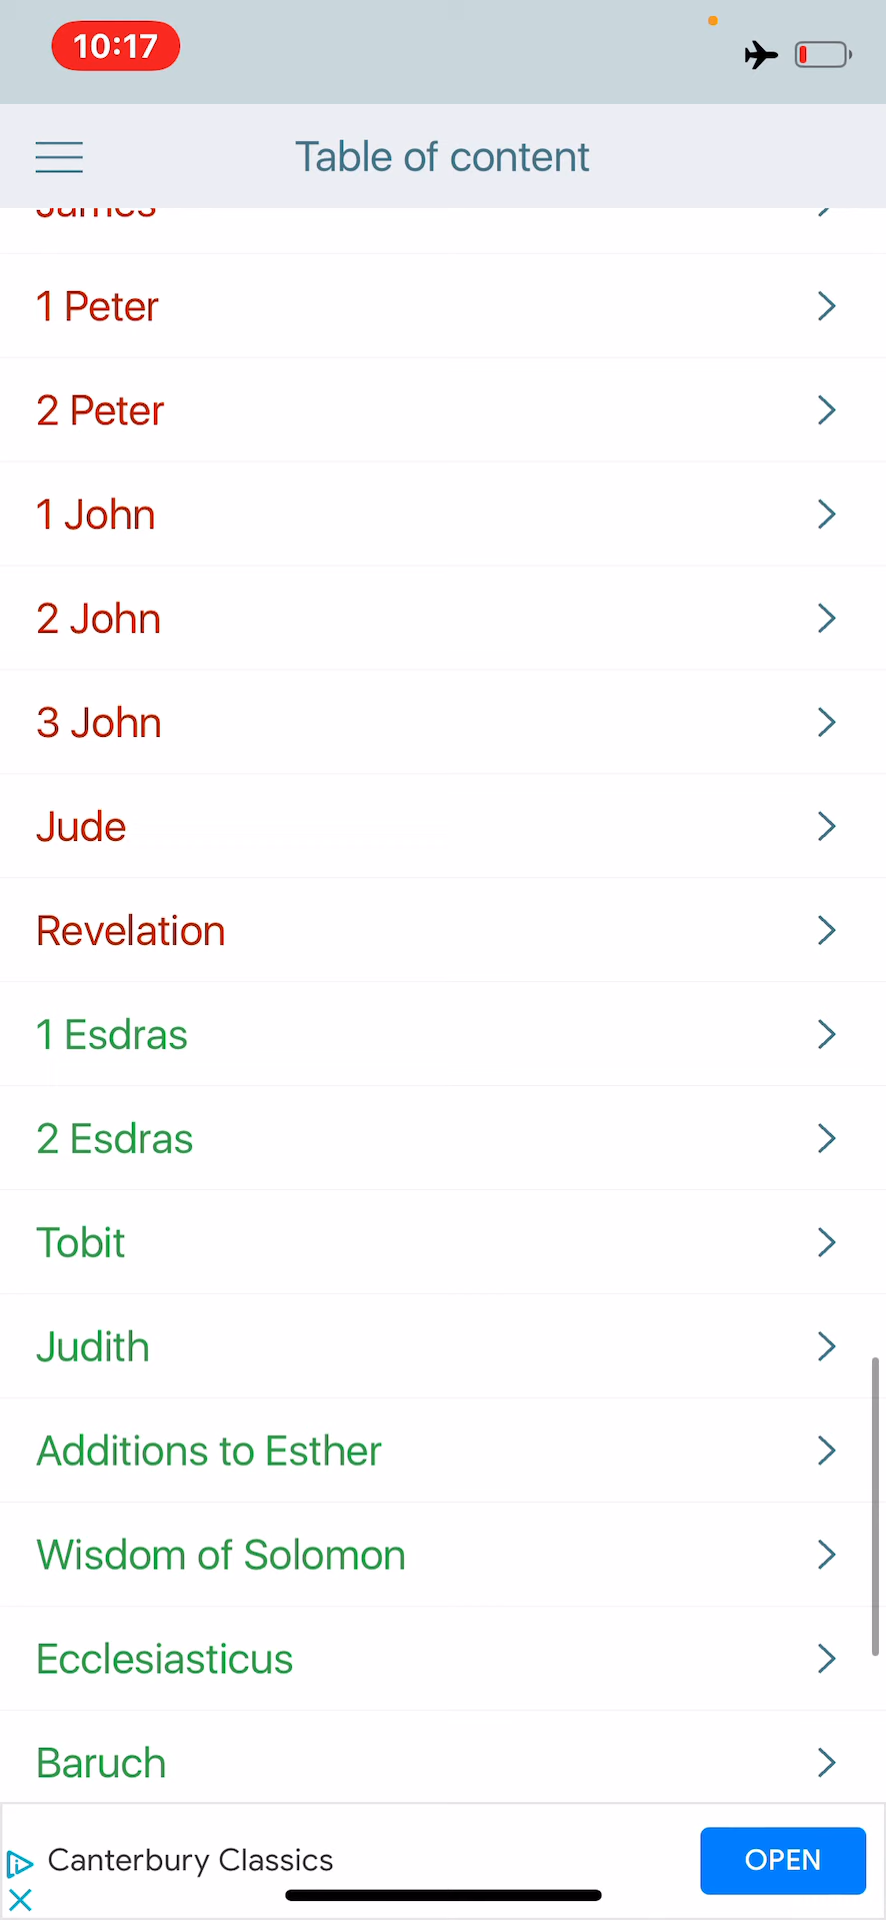 10:17
Table of content
James
1 Peter
2 Peter
1 John
2 John
3 John
Jude
Revelation
1 Esdras
2 Esdras
Tobit
Judith
Additions to Esther
Wisdom of Solomon
Ecclesiasticus
Baruch
Canterbury Classics
OPEN